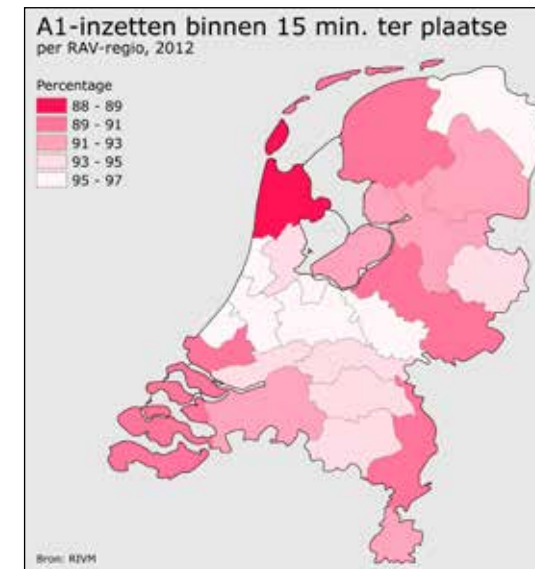 A1-inzetten binnen 15 min. ter plaatse
per RAV-regio, 2012
Percentage
88 - 89
89 - 91
91 - 93
93 - 95
95 - 97
Bron: RIVM